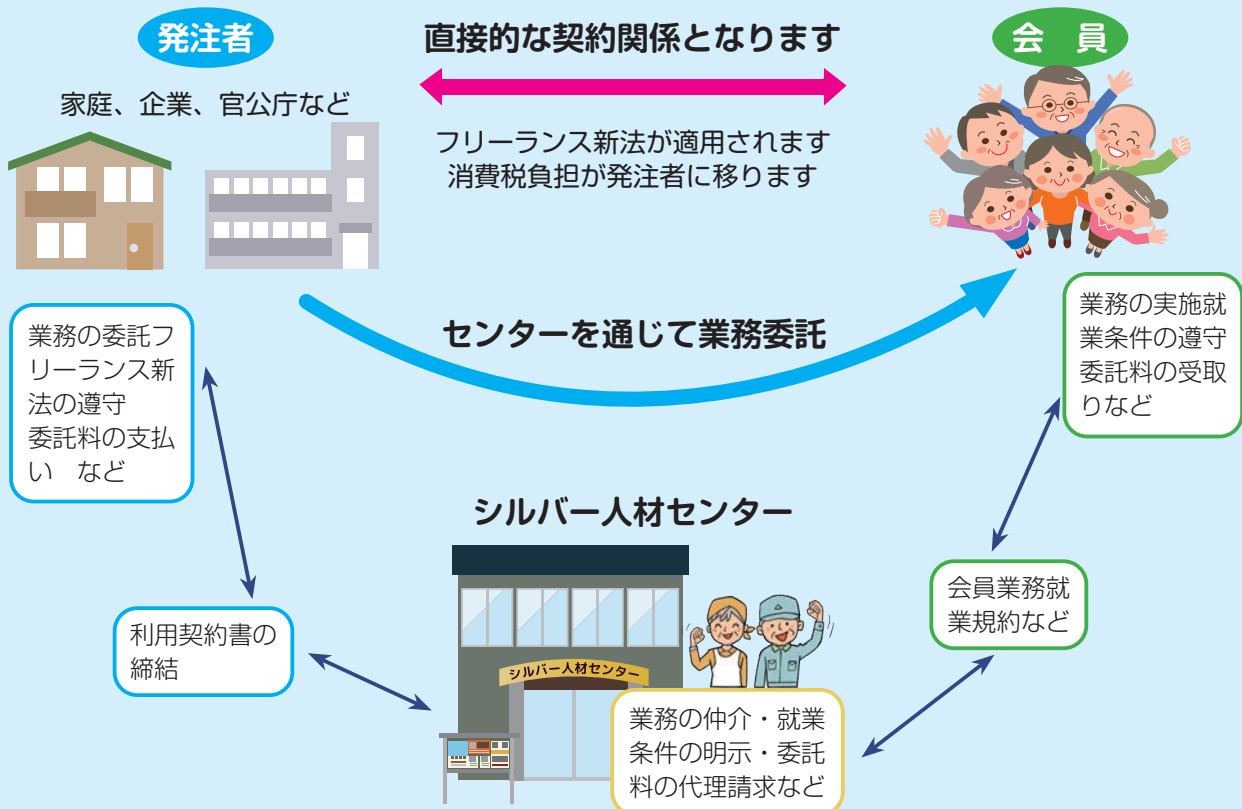 発注者
直接的な契約関係となります
会 員
家庭、企業、官公庁など
フリーランス新法が適用されます
消費税負担が発注者に移ります
業務の委託フ
リーランス新
法の遵守
委託料の支払
い など
センターを通じて業務委託
業務の実施就
業条件の遵守
委託料の受取
りなど
シルバー人材センター
利用契約書の
締結
シルバー人材センター
会員業務就
業規約など
業務の仲介・就業
条件の明示・委託
料の代理請求など